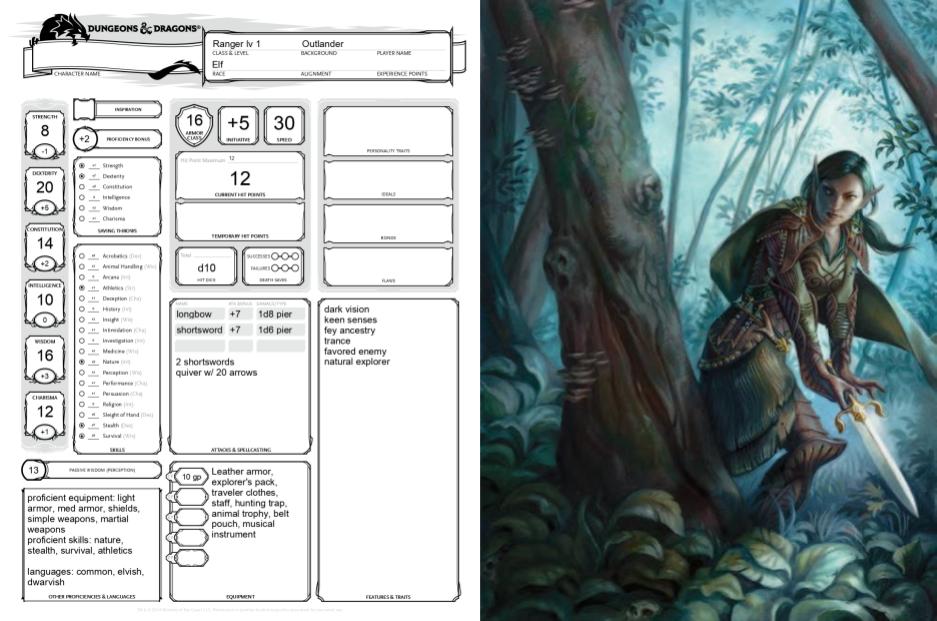 DUNGEONS & DRAGONS®
Ranger lv 1 Outlander
CLASS & LEVEL BACKGROUND PLAYER NAME
Elf
RACE ALIGNMENT EXPERIENCE POINTS
CHARACTER NAME
STRENGTH
8
-1
DEXTERITY
20
+5
CONSTITUTION
14
+2
INTELLIGENCE
10
0
WISDOM
16
+3
CHARISMA
12
+1
INSPIRATION
+2 PROFICIENCY BONUS
Strength
Dexterity
Constitution
Intelligence
Wisdom
Charisma
SAVING THROWS
Acrobatics (Dex)
Animal Handling (Wis)
Arcana (Int)
Athletics (Str)
Deception (Cha)
History (Int)
Insight (Wis)
Intimidation (Cha)
Investigation (Int)
Medicine (Wis)
Nature (Int)
Perception (Wis)
Performance (Cha)
Persuasion (Cha)
Religion (Int)
Sleight of Hand (Dex)
Stealth (Dex)
Survival (Wis)
SKILLS
13 PASSIVE WISDOM (PERCEPTION)
proficient equipment: light
armor, med armor, shields,
simple weapons, martial
weapons
proficient skills: nature,
stealth, survival, athletics
languages: common, elvish,
dwarvish
OTHER PROFICIENCIES & LANGUAGES
16
ARMOR
CLASS
+5
INITIATIVE
30
SPEED
Hit Point Maximum 12
12
CURRENT HIT POINTS
TEMPORARY HIT POINTS
Total
d10
HIT DICE
SUCCESSES
FAILURES
DEATH SAVES
NAME ATK BONUS DAMAGE/TYPE
longbow +7 1d8 pier
shortsword +7 1d6 pier
2 shortswords
quiver w/ 20 arrows
ATTACKS & SPELLCASTING
10 gp
Leather armor,
explorer's pack,
traveler clothes,
staff, hunting trap,
animal trophy, belt
pouch, musical
instrument
EQUIPMENT
PERSONALITY TRAITS
IDEALS
BONDS
FLAWS
dark vision
keen senses
fey ancestry
trance
favored enemy
natural explorer
FEATURES & TRAITS